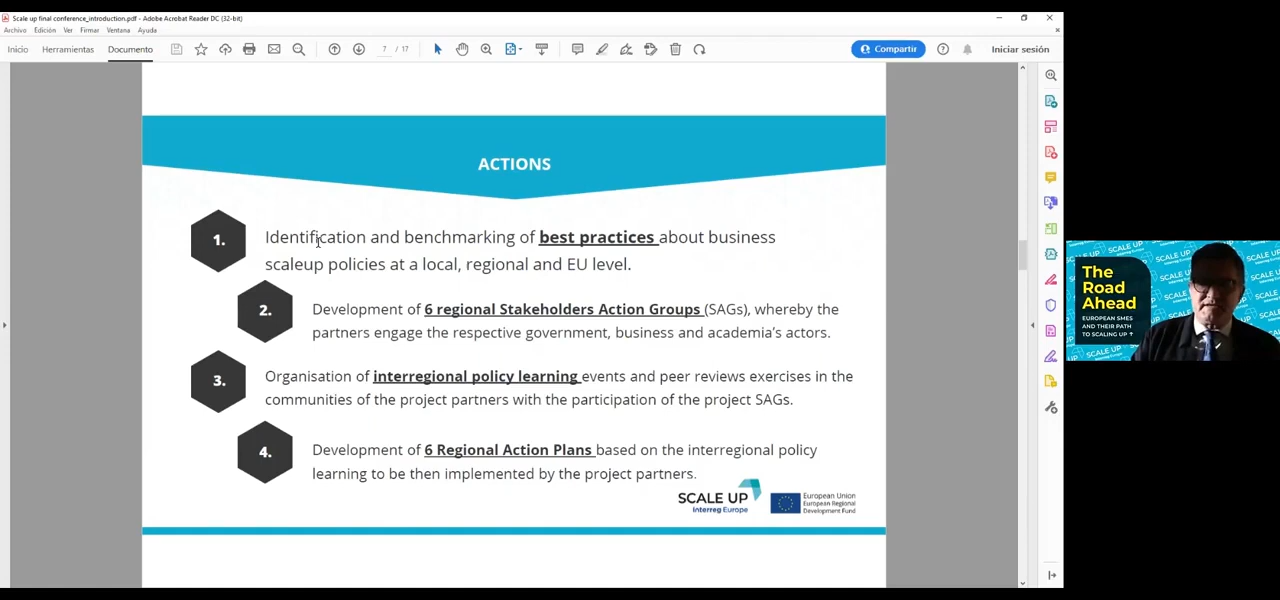 Scale up final conference_introduction.pdf - Adobe Acrobat Reader DC (32-bit)
Archivo Edición Ver Firmar Ventana Ayuda
Inicio Herramientas Documento 7 / 17 Compartir Iniciar sesión
ACTIONS
1. Identification and benchmarking of best practices about business
scaleup policies at a local, regional and EU level.
2. Development of 6 regional Stakeholders Action Groups (SAGs), whereby the
partners engage the respective government, business and academia's actors.
3. Organisation of interregional policy learning events and peer reviews exercises in the
communities of the project partners with the participation of the project SAGs.
4. Development of 6 Regional Action Plans based on the interregional policy
learning to be then implemented by the project partners.
SCALE UP
Interreg Europe
European Union
European Regional
Development Fund
The
Road
Ahead
EUROPEAN SMES
AND THEIR PATH
TO SCALING UP